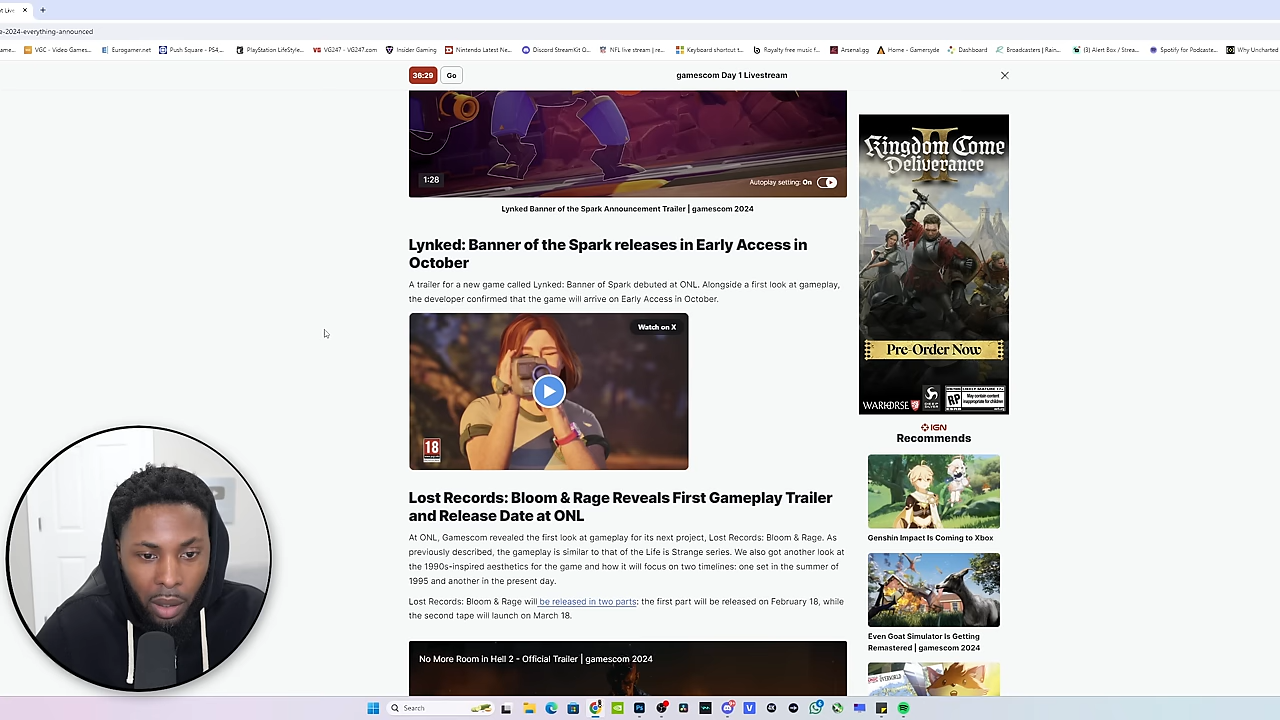 e-2024-everything-announced
VGC - Video Games...
Eurogamer.net
Push Square - PS4,...
PlayStation LifeStyle...
VG247 - VG247.com
Insider Gaming
Nintendo Latest Ne...
Discord StreamKit O...
NFL live stream | re...
Keyboard shortcut t...
Royalty free music f...
Arsenal.gg
Home - Gamersyde
Dashboard
Broadcasters | Rain...
(3) Alert Box / Strea...
Spotify for Podcaste...
Why Uncharted
36:29 Go gamescom Day 1 Livestream
1:28
Autoplay setting: On
Lynked Banner of the Spark Announcement Trailer | gamescom 2024
Lynked: Banner of the Spark releases in Early Access in
October
A trailer for a new game called Lynked: Banner of Spark debuted at ONL. Alongside a first look at gameplay,
the developer confirmed that the game will arrive on Early Access in October.
Watch on X
18
Lost Records: Bloom & Rage Reveals First Gameplay Trailer
and Release Date at ONL
At ONL, Gamescom revealed the first look at gameplay for its next project, Lost Records: Bloom & Rage. As
previously described, the gameplay is similar to that of the Life is Strange series. We also got another look at
the 1990s-inspired aesthetics for the game and how it will focus on two timelines: one set in the summer of
1995 and another in the present day.
Lost Records: Bloom & Rage will be released in two parts: the first part will be released on February 18, while
the second tape will launch on March 18.
No More Room In Hell 2 - Official Trailer | gamescom 2024
Kingdom Come
II
Deliverance
Pre-Order Now
WARHORSE
RP
May contain content
inappropriate for children
IGN
Recommends
Genshin Impact Is Coming to Xbox
Even Goat Simulator Is Getting
Remastered | gamescom 2024
Search